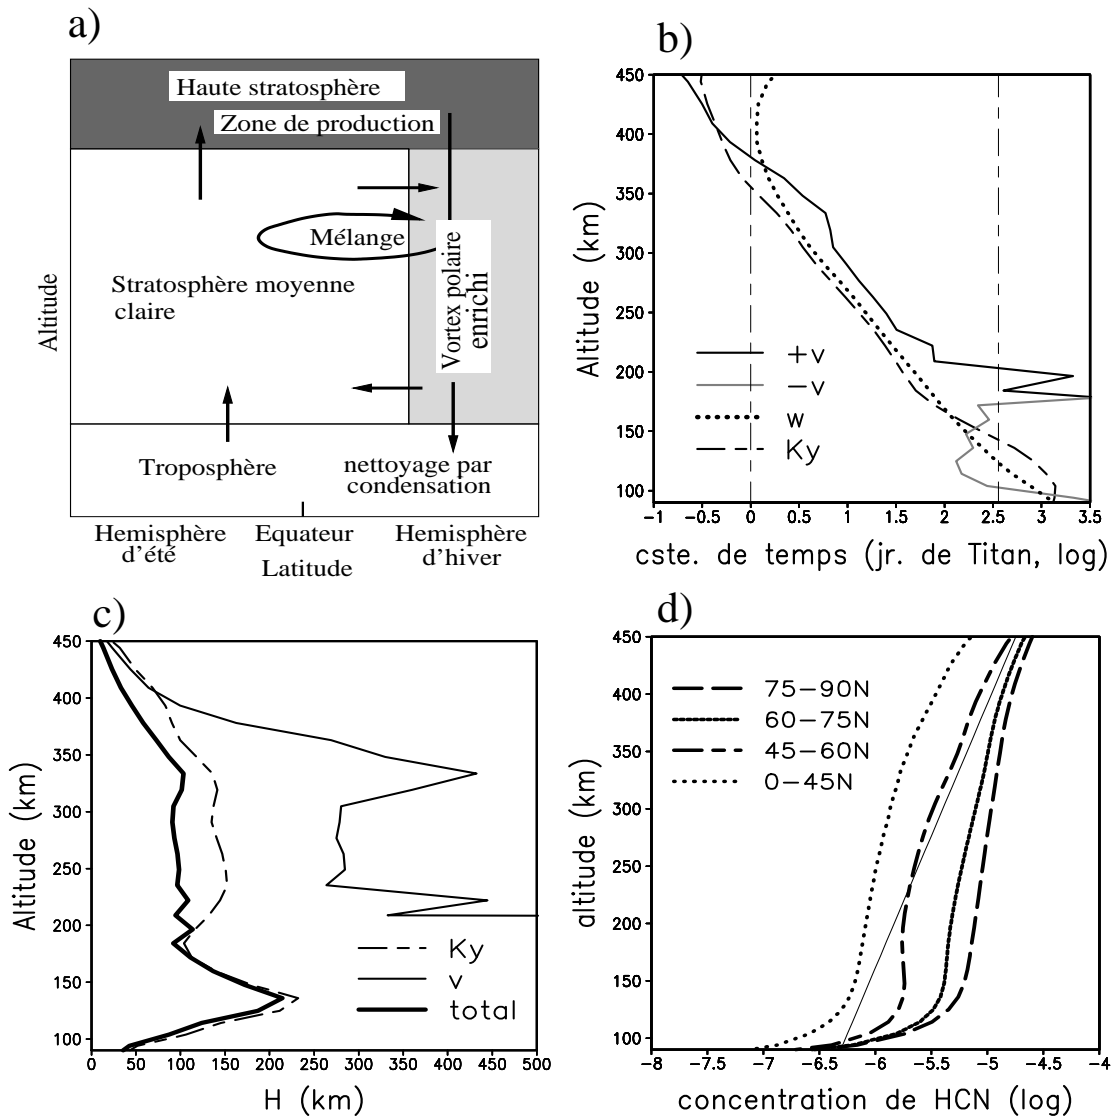 a)
Haute stratosphère
Zone de production
Mélange
Stratosphère moyenne
claire
Vortex polaire
enrichi
Altitude
Troposphère
nettoyage par
condensation
Hemisphère
d'été
Equateur
Hemisphère
d'hiver
Latitude
b)
450
400
350
300
250
200
150
100
Altitude (km)
+v
-v
w
Ky
-1
-0.5
0
0.5
1
1.5
2
2.5
3
3.5
cste. de temps (jr. de Titan, log)
c)
450
400
350
300
250
200
150
100
Altitude (km)
Ky
v
total
0
50
100
150
200
250
300
350
400
450
500
H (km)
d)
450
400
350
300
250
200
150
100
altitude (km)
75-90N
60-75N
45-60N
0-45N
-8
-7.5
-7
-6.5
-6
-5.5
-5
-4.5
-4
concentration de HCN (log)